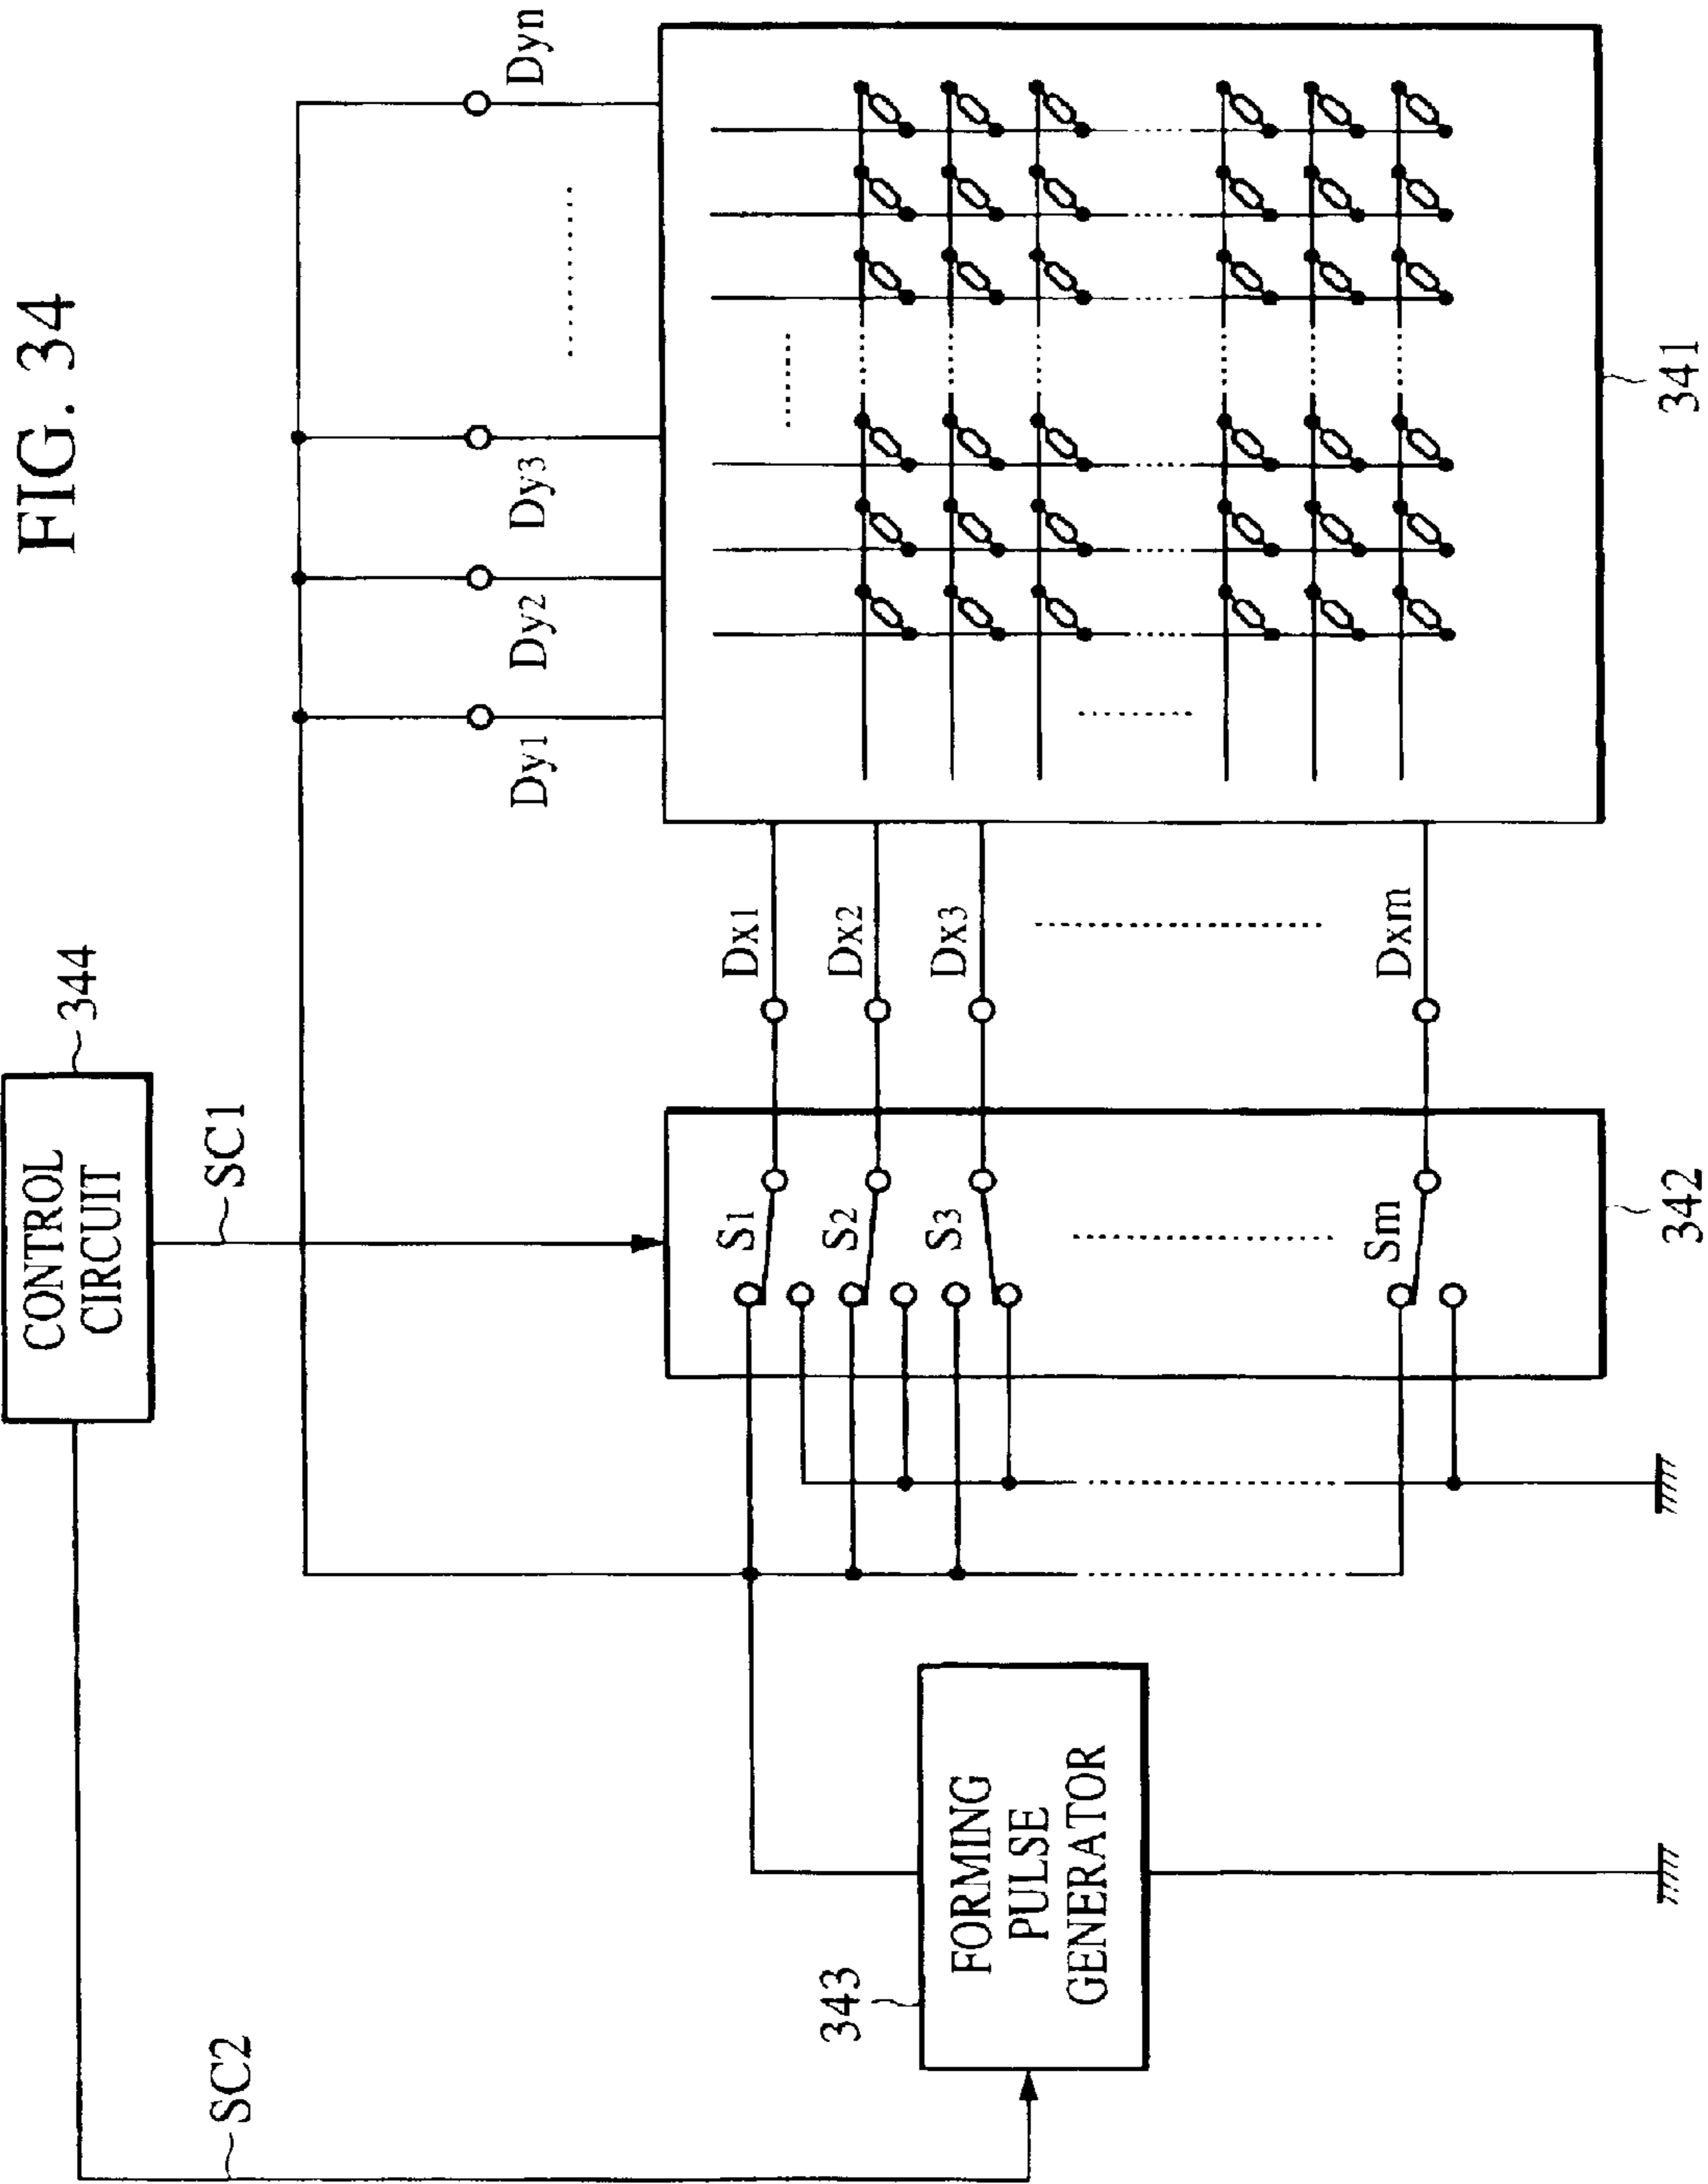 FIG. 34
CONTROL
CIRCUIT
344
SC1
SC2
Dy1
Dy2
Dy3
Dyn
Dx1
Dx2
Dx3
Dxm
S1
S2
S3
Sm
341
342
343
FORMING
PULSE
GENERATOR